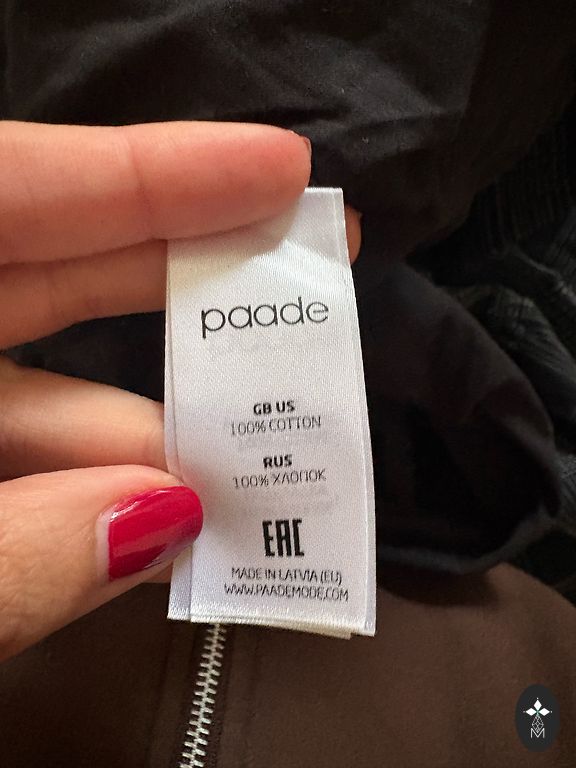 paade
GB US
100% COTTON
RUS
100% ХЛОПОК
EAC
MADE IN LATVIA (EU)
WWW.PAADEMODE.COM
M